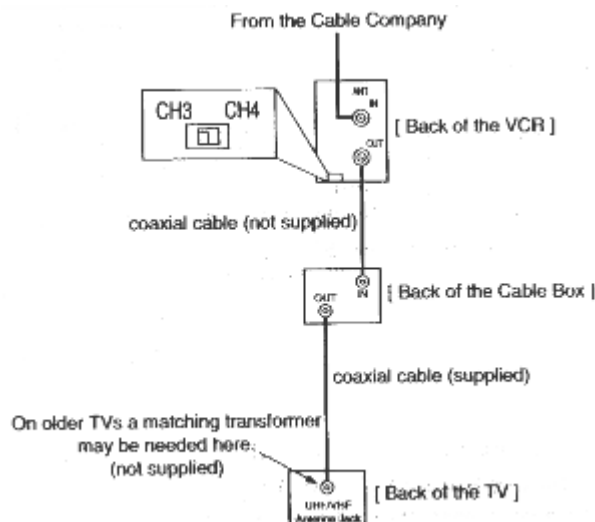 From the Cable Company
ANT
IN
CH3 CH4
OUT
[ Back of the VCR ]
coaxial cable (not supplied)
OUT
IN
[ Back of the Cable Box ]
coaxial cable (supplied)
On older TVs a matching transformer
may be needed here.
(not supplied)
[ Back of the TV ]
UHF/VHF
Antenna Jack